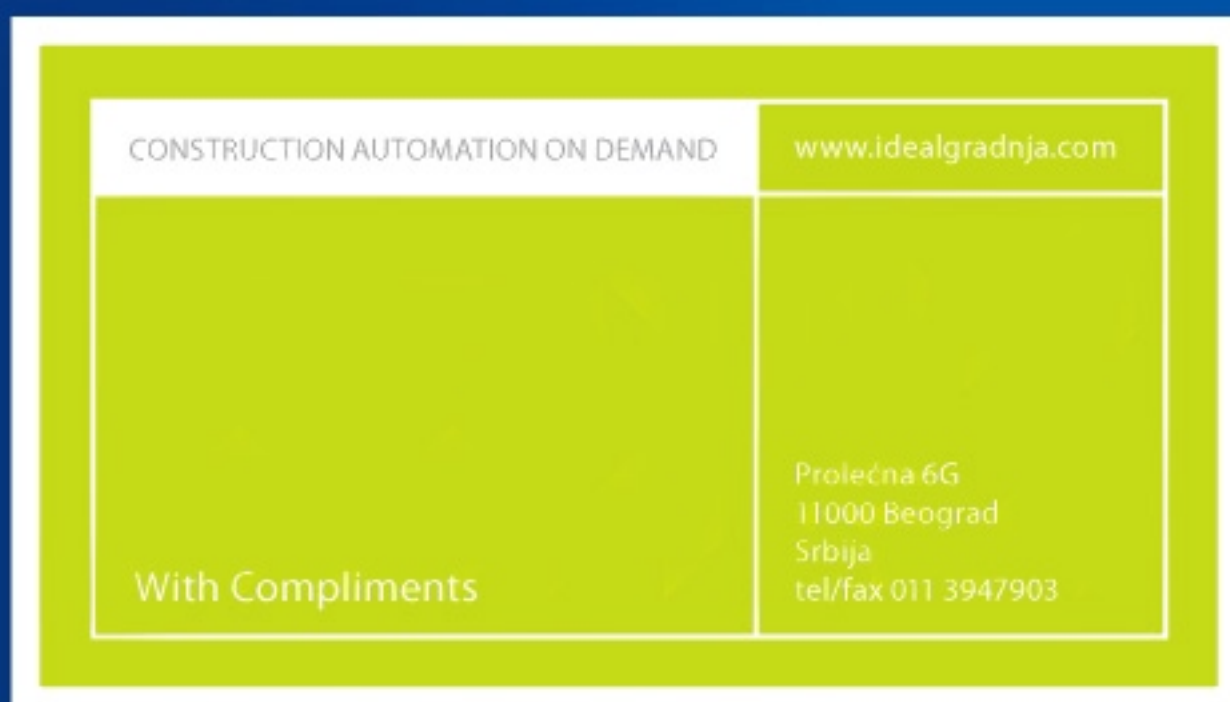 CONSTRUCTION AUTOMATION ON DEMAND
www.idealgradnja.com
With Compliments
Prolećna 6G
11000 Beograd
Srbija
tel/fax 011 3947903